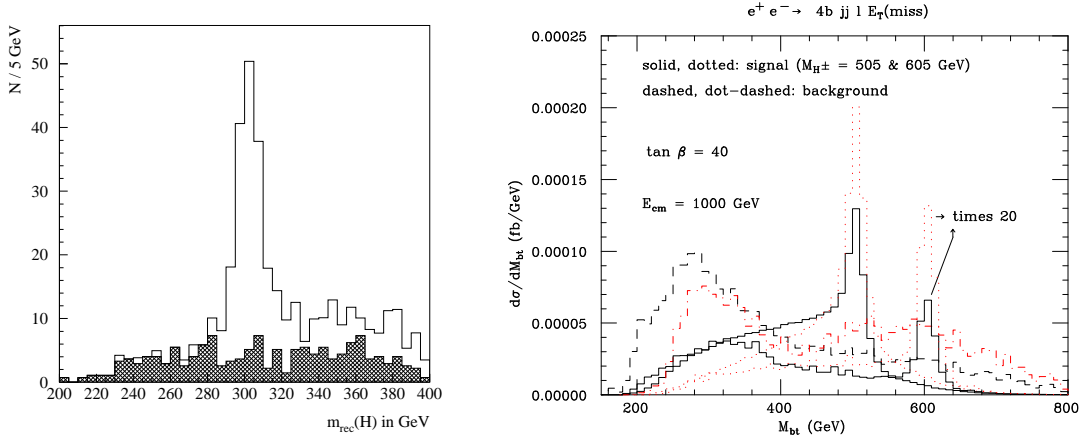 N / 5 GeV
50
40
30
20
10
0
200 220 240 260 280 300 320 340 360 380 400
m_rec(H) in GeV
e⁺ e⁻→ 4b jj l E_T(miss)
dσ/dM_bt (fb/GeV)
0.00025
0.00020
0.00015
0.00010
0.00005
0.00000
solid, dotted: signal (M_H± = 505 & 605 GeV)
dashed, dot-dashed: background
tan β = 40
E_cm = 1000 GeV
→ times 20
200 400 600 800
M_bt (GeV)